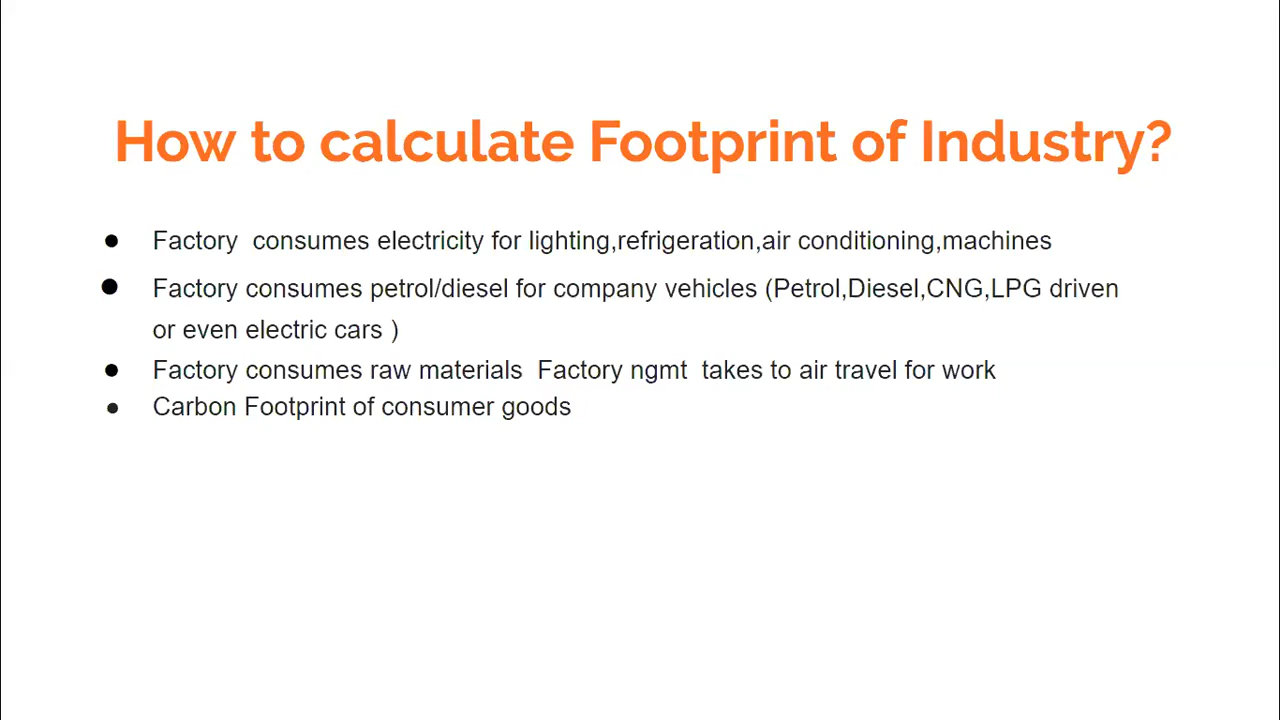 How to calculate Footprint of Industry?
● Factory  consumes electricity for lighting,refrigeration,air conditioning,machines
● Factory consumes petrol/diesel for company vehicles (Petrol,Diesel,CNG,LPG driven
or even electric cars )
● Factory consumes raw materials  Factory ngmt  takes to air travel for work
● Carbon Footprint of consumer goods